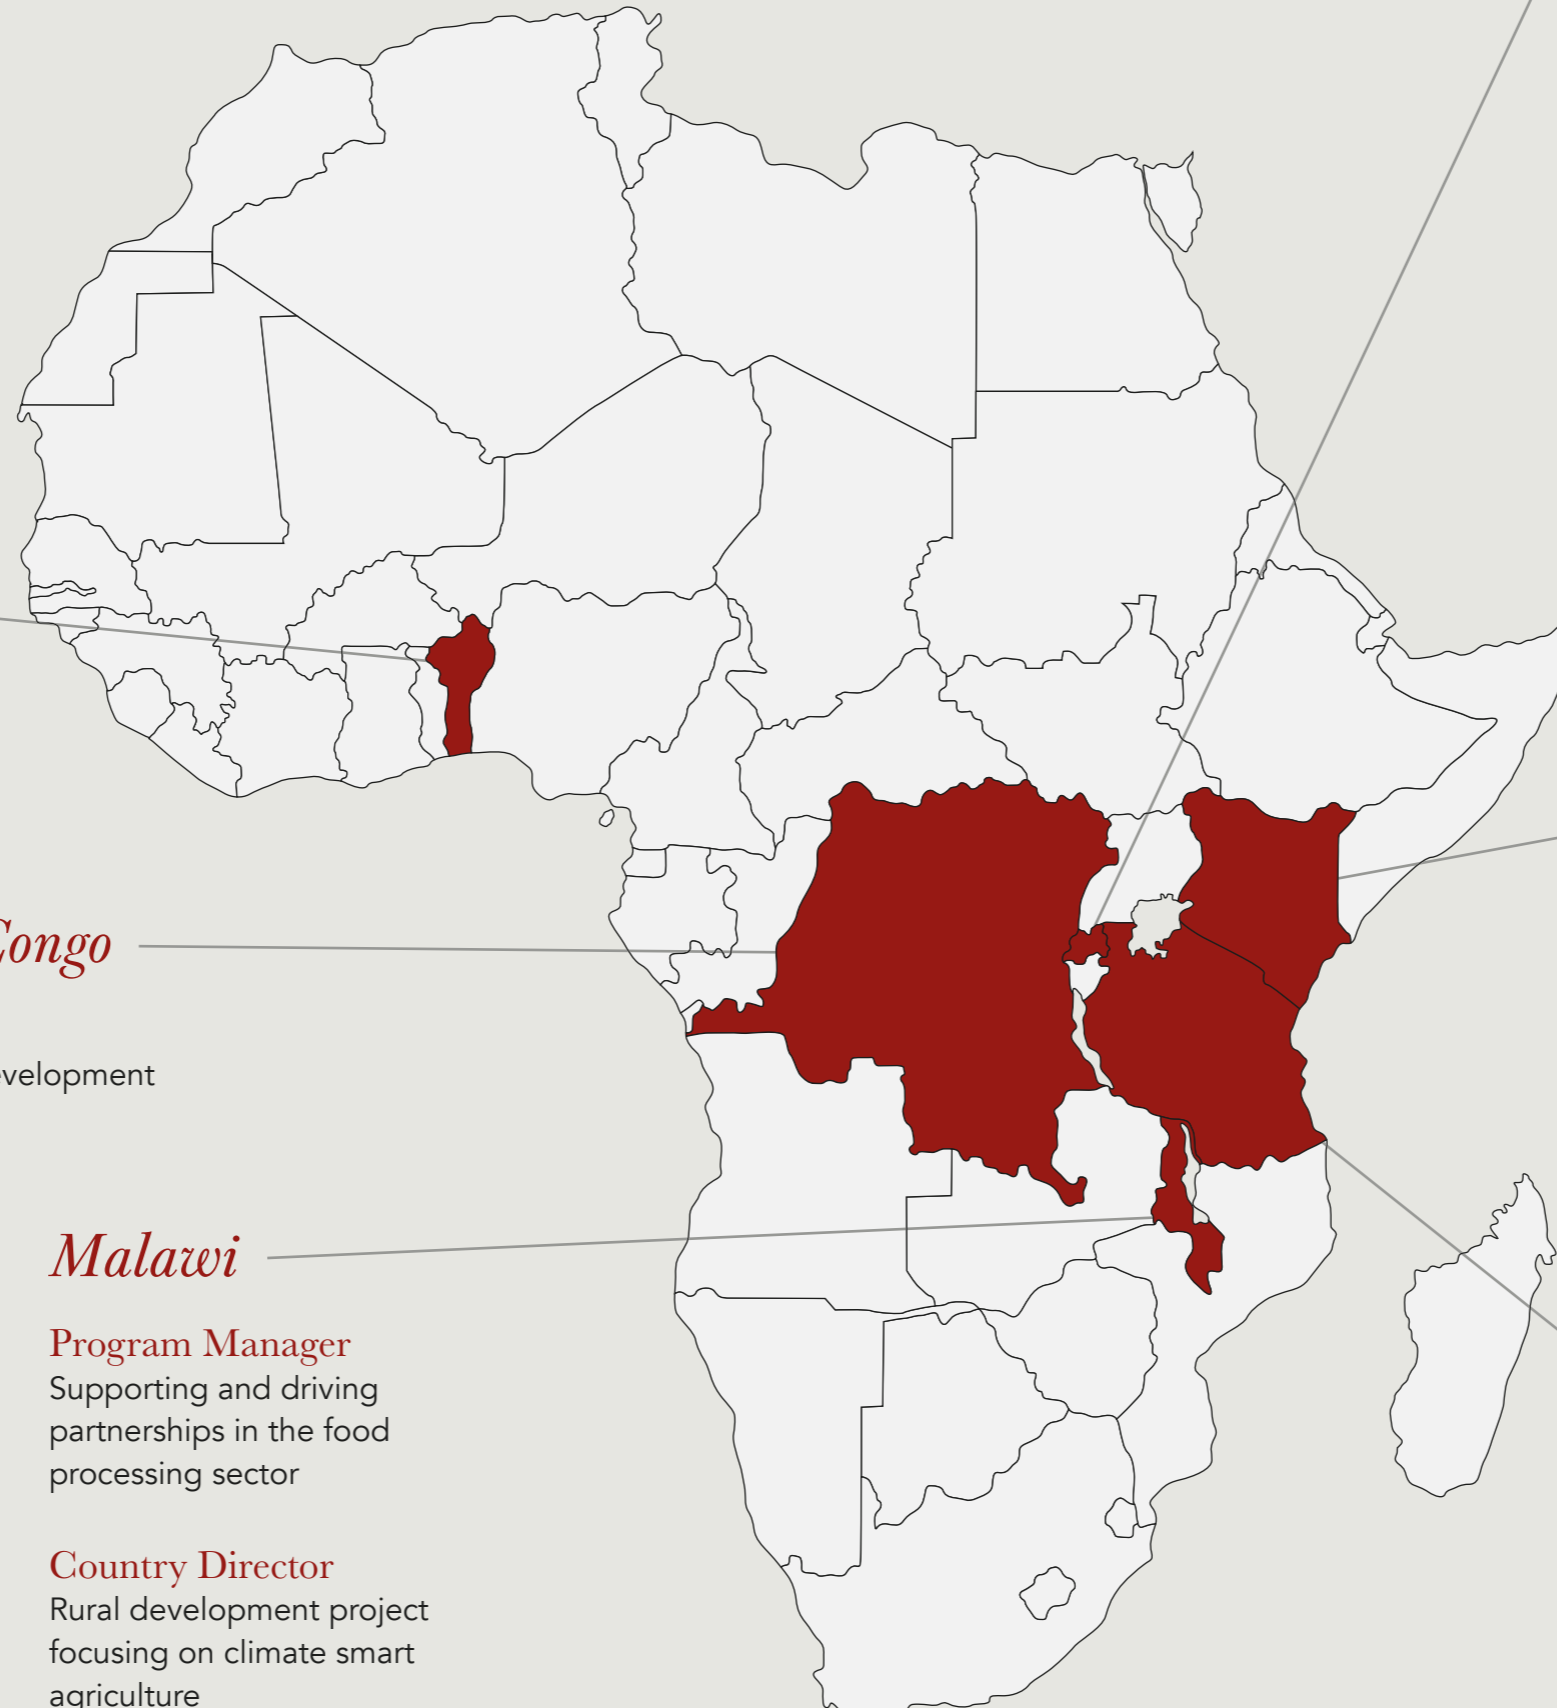 Congo
evelopment
Malawi
Program Manager
Supporting and driving
partnerships in the food
processing sector
Country Director
Rural development project
focusing on climate smart
agriculture